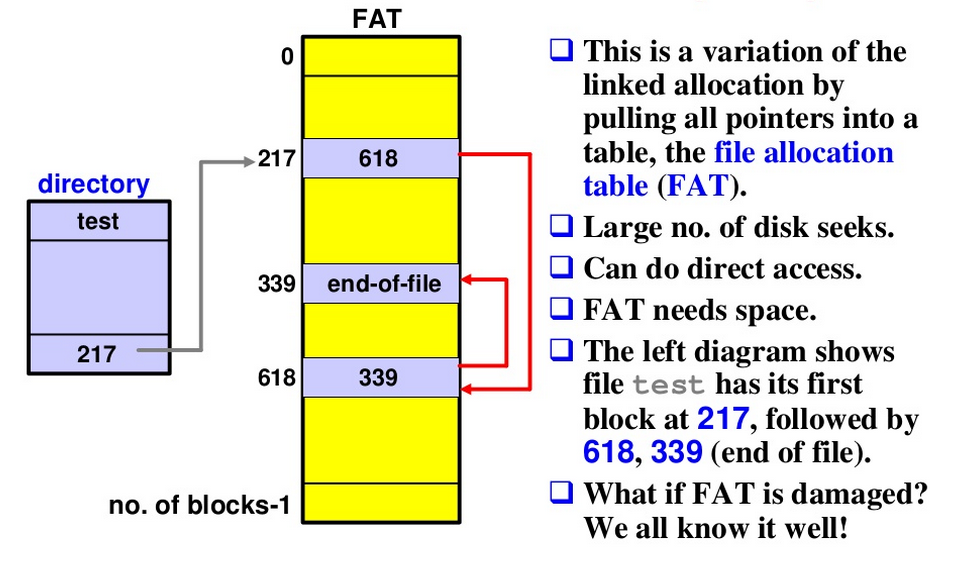 FAT
0
217
618
directory
test
339
end-of-file
217
618
339
no. of blocks-1
❑ This is a variation of the
linked allocation by
pulling all pointers into a
table, the file allocation
table (FAT).
❑ Large no. of disk seeks.
❑ Can do direct access.
❑ FAT needs space.
❑ The left diagram shows
file test has its first
block at 217, followed by
618, 339 (end of file).
❑ What if FAT is damaged?
We all know it well!